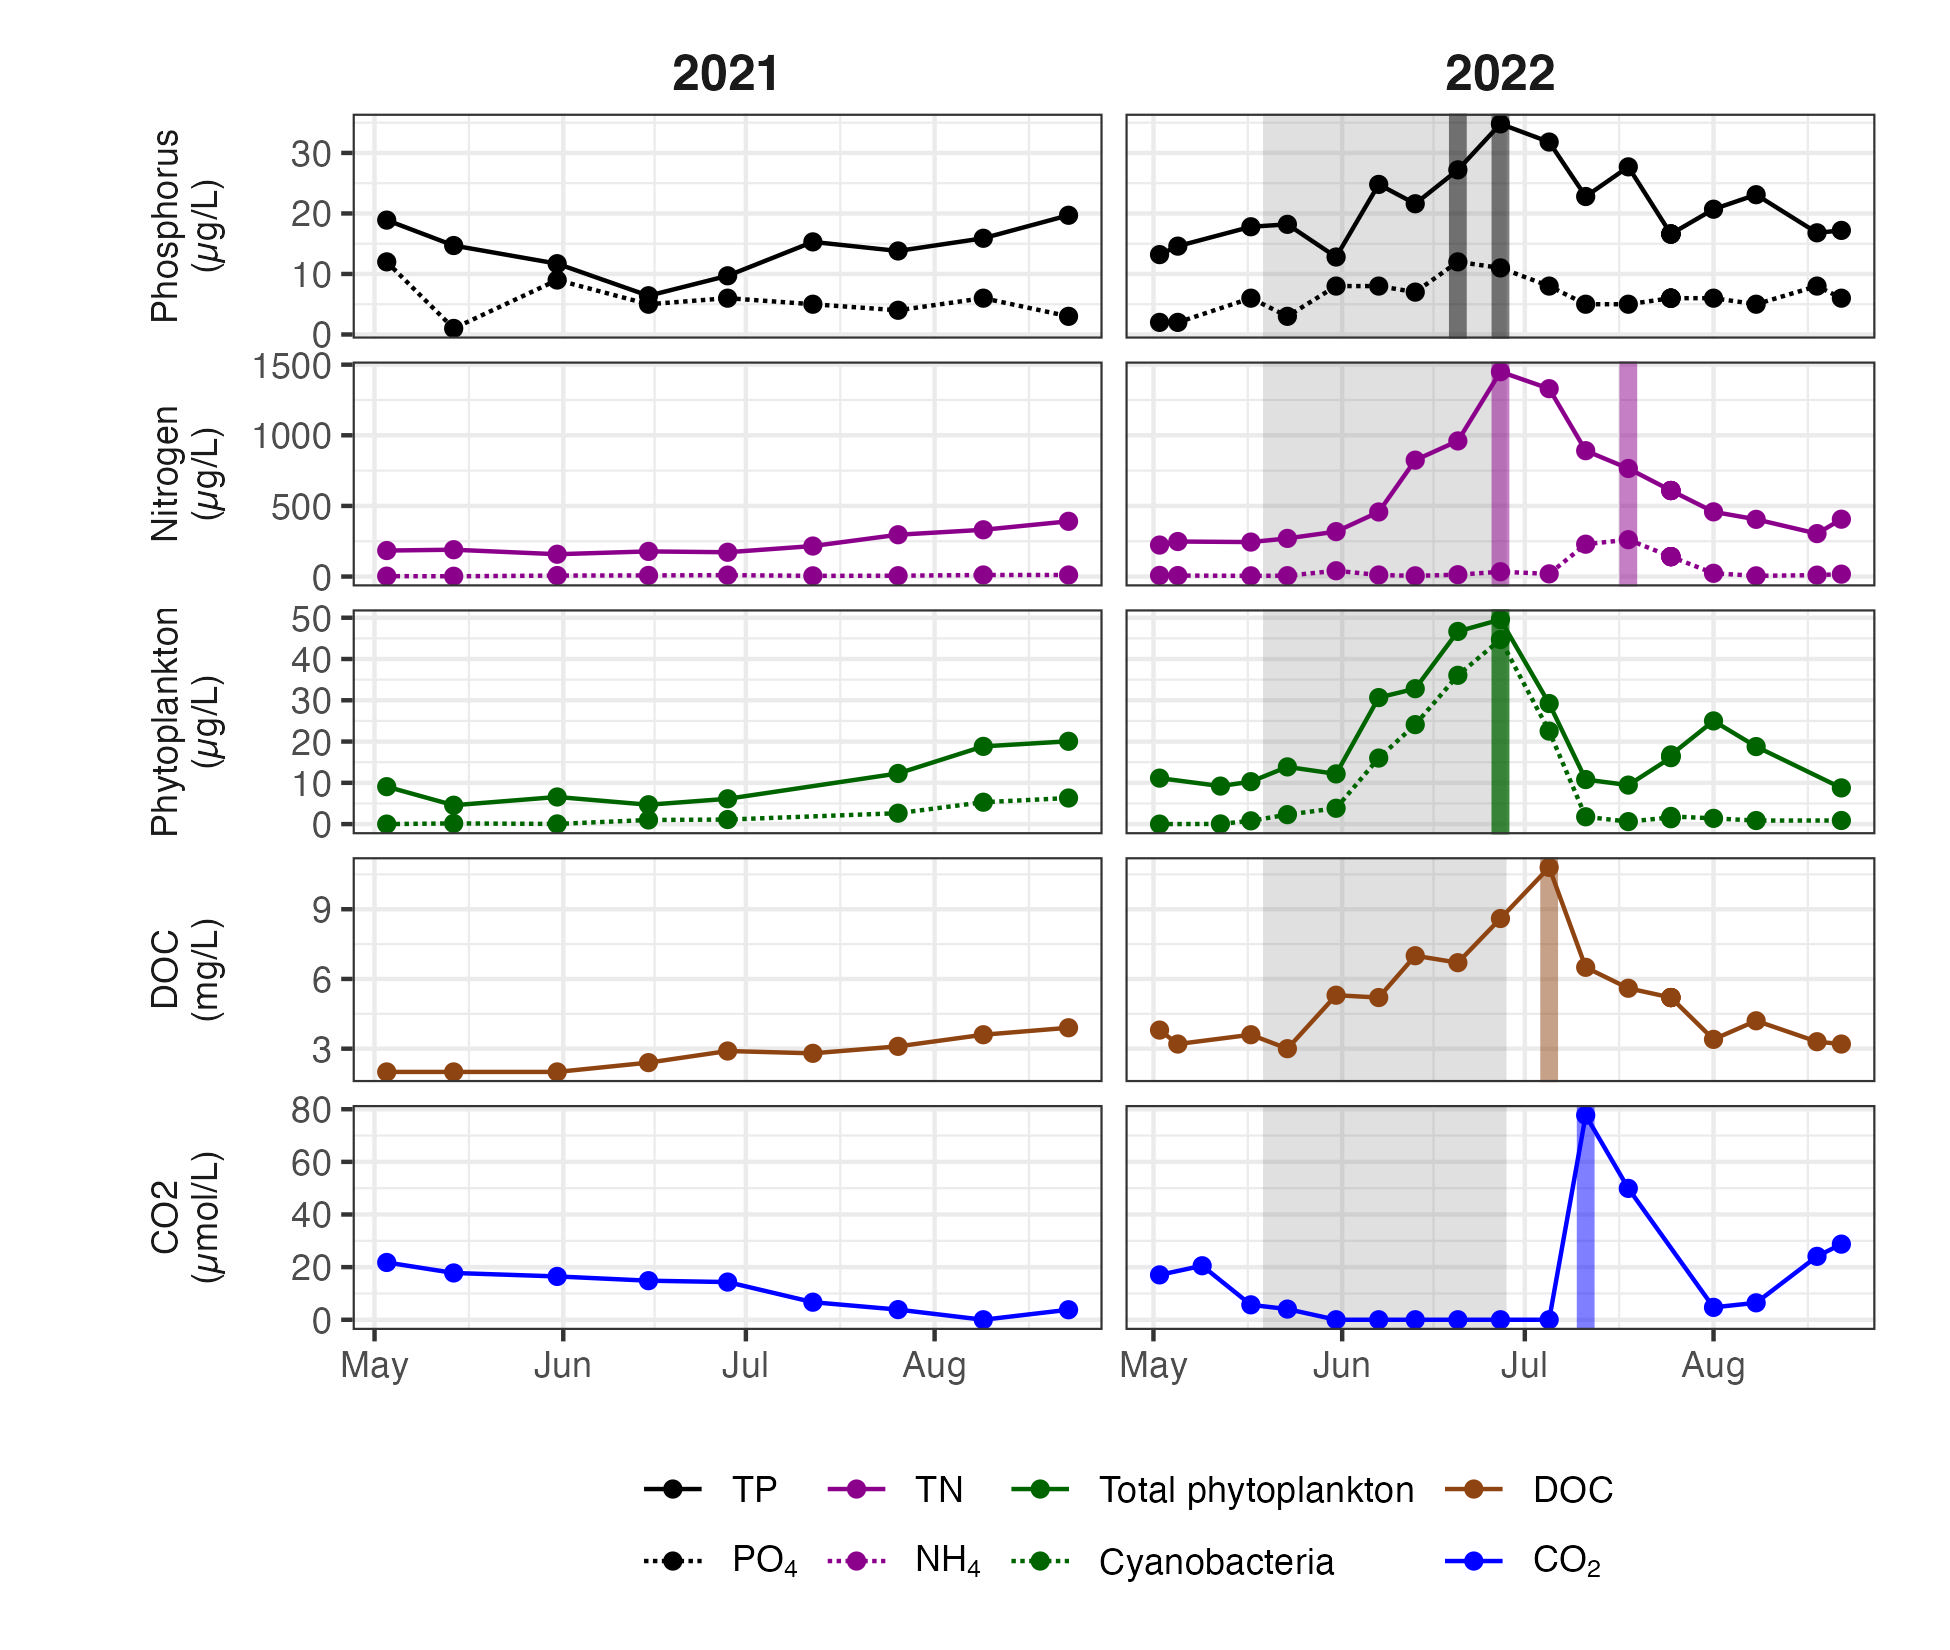 2021 2022
Phosphorus
(µg/L)
30
20
10
0
Nitrogen
(µg/L)
1500
1000
500
0
Phytoplankton
(µg/L)
50
40
30
20
10
0
DOC
(mg/L)
9
6
3
CO2
(µmol/L)
80
60
40
20
0
May Jun Jul Aug May Jun Jul Aug
TP TN Total phytoplankton DOC
PO₄ NH₄ Cyanobacteria CO₂